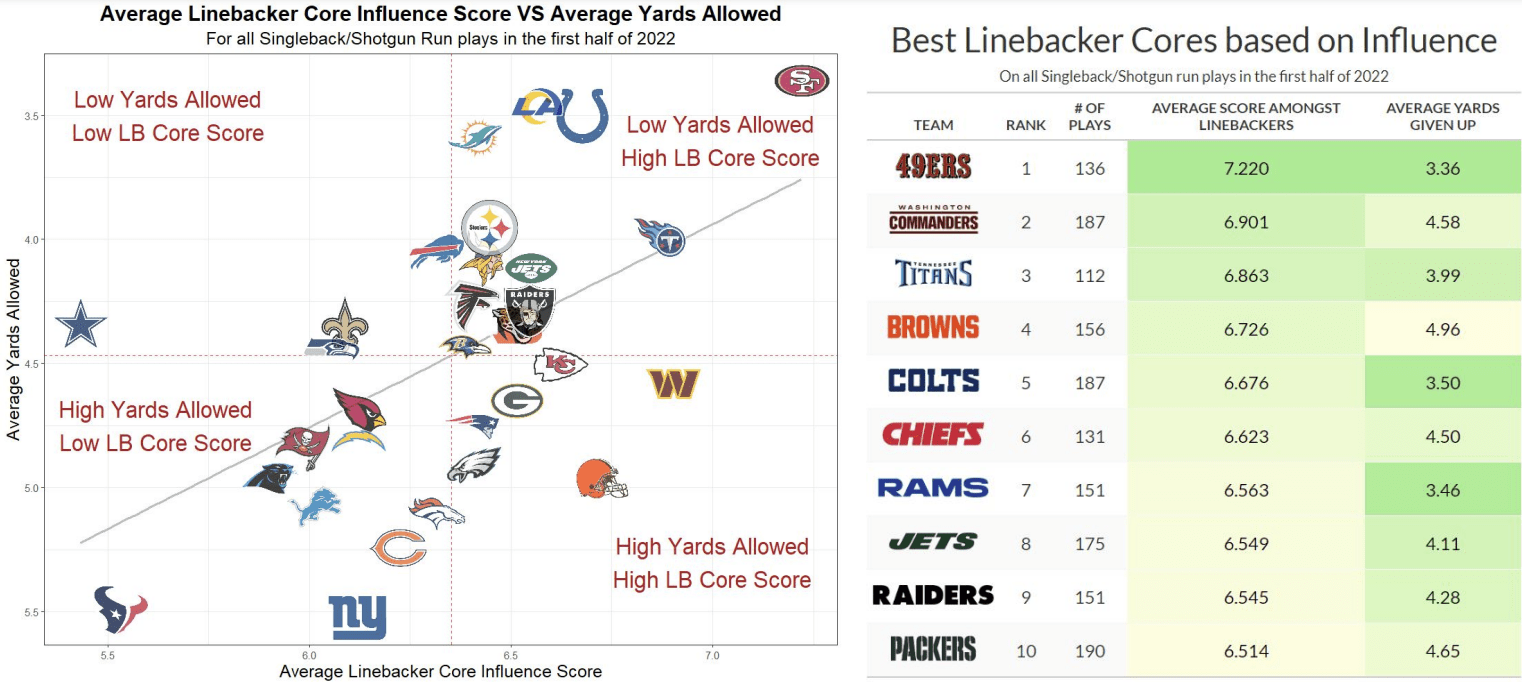 Average Linebacker Core Influence Score VS Average Yards Allowed
For all Singleback/Shotgun Run plays in the first half of 2022
Low Yards Allowed
Low LB Core Score
Low Yards Allowed
High LB Core Score
High Yards Allowed
Low LB Core Score
High Yards Allowed
High LB Core Score
Average Yards Allowed
3.5
4.0
4.5
5.0
5.5
5.5
6.0
6.5
7.0
Average Linebacker Core Influence Score
SF
LA
Steelers
T
NEW YORK
JETS
RAIDERS
KC
W
G
C
ny
Best Linebacker Cores based on Influence
On all Singleback/Shotgun run plays in the first half of 2022
TEAM RANK # OF PLAYS AVERAGE SCORE AMONGST LINEBACKERS AVERAGE YARDS GIVEN UP
49ERS 1 136 7.220 3.36
WASHINGTON COMMANDERS 2 187 6.901 4.58
TENNESSEE TITANS 3 112 6.863 3.99
BROWNS 4 156 6.726 4.96
COLTS 5 187 6.676 3.50
CHIEFS 6 131 6.623 4.50
RAMS 7 151 6.563 3.46
JETS 8 175 6.549 4.11
RAIDERS 9 151 6.545 4.28
PACKERS 10 190 6.514 4.65